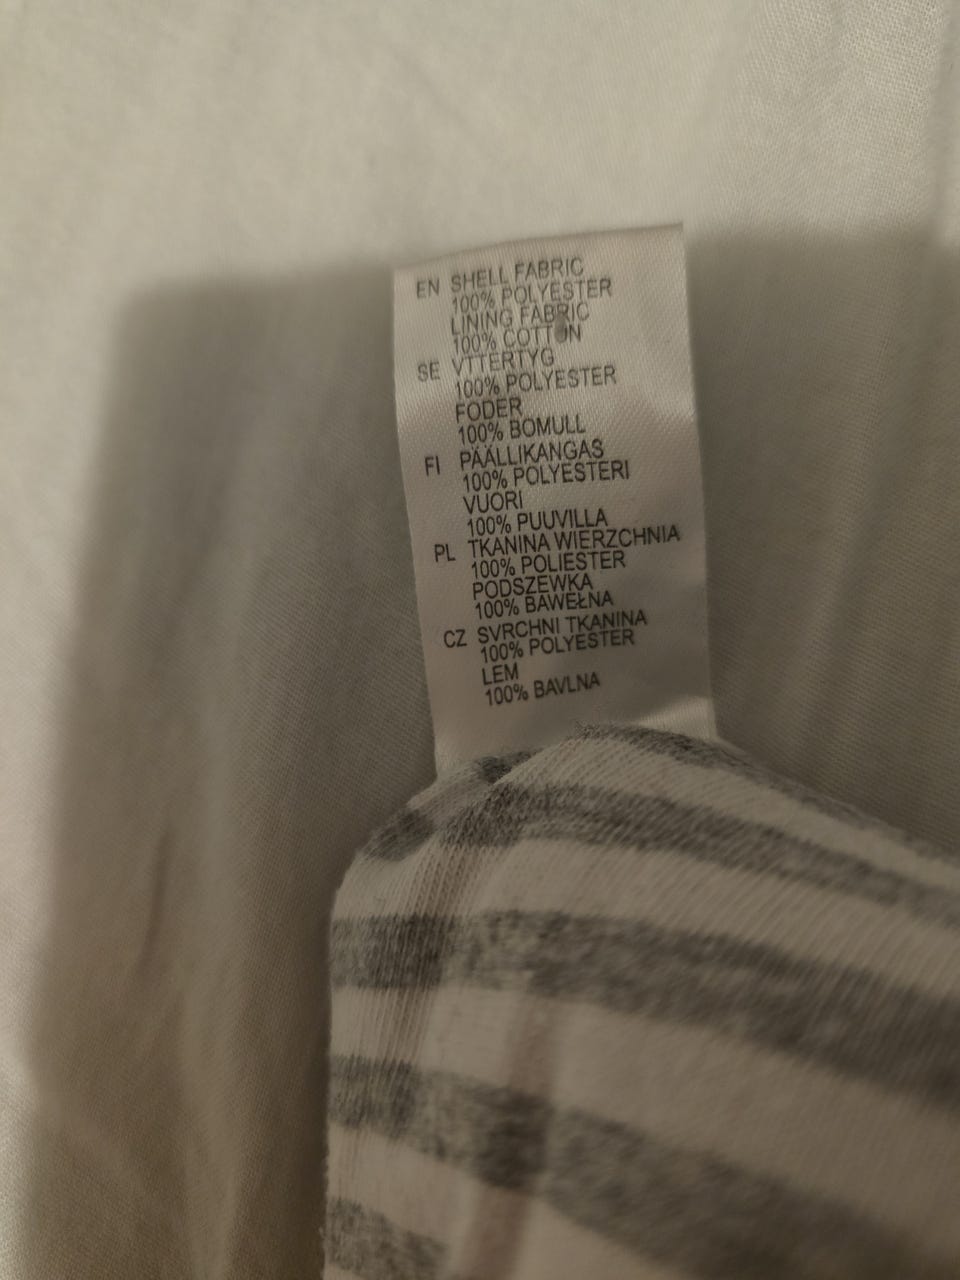 EN SHELL FABRIC
100% POLYESTER
LINING FABRIC
100% COTTON
SE VTTERTYG
100% POLYESTER
FODER
100% BOMULL
FI PÄÄLLIKANGAS
100% POLYESTERI
VUORI
100% PUUVILLA
PL TKANINA WIERZCHNIA
100% POLIESTER
PODSZEWKA
100% BAWEŁNA
CZ SVRCHNI TKANINA
100% POLYESTER
LEM
100% BAVLNA